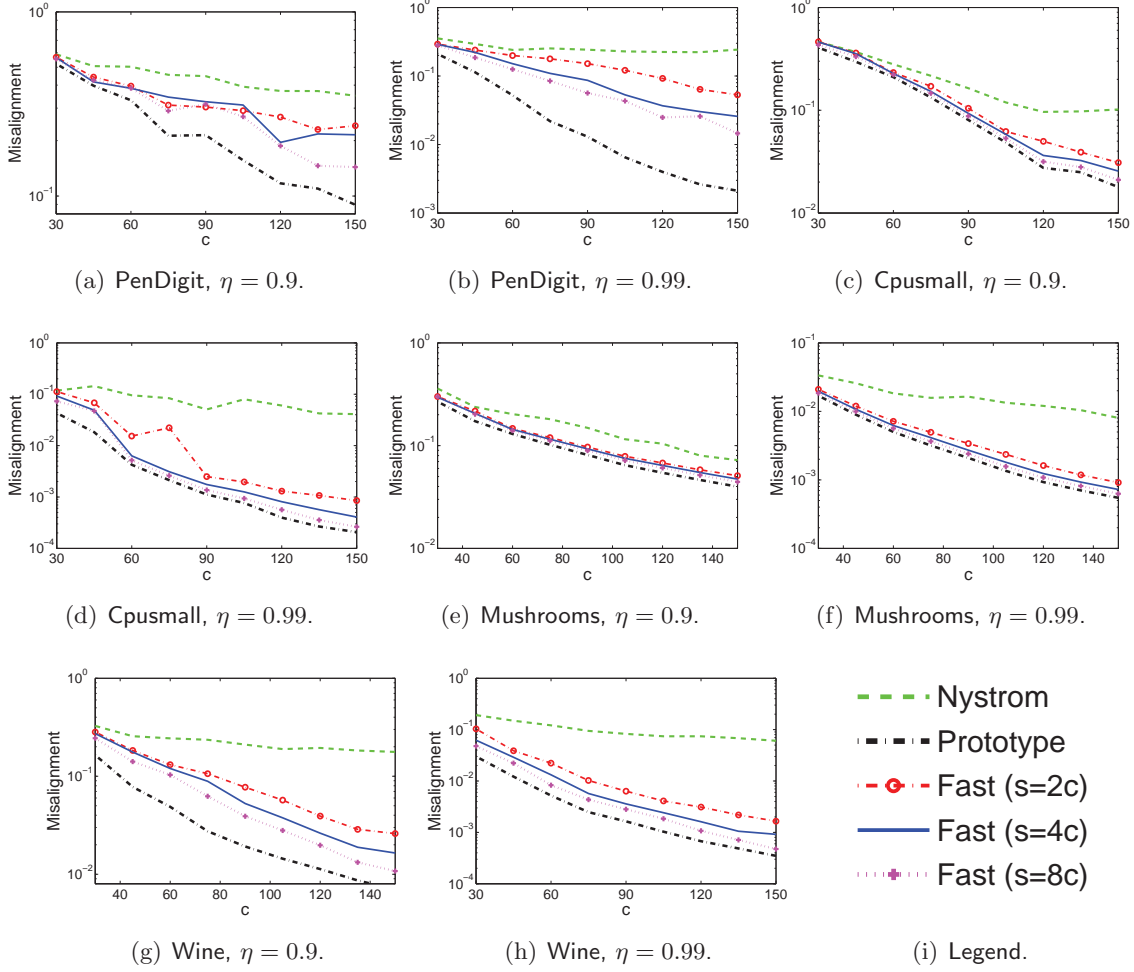 10^0
10^{-1}
Misalignment
30 60 90 120 150
c
(a) PenDigit, η = 0.9.
10^0
10^{-1}
10^{-2}
10^{-3}
Misalignment
30 60 90 120 150
c
(b) PenDigit, η = 0.99.
10^0
10^{-1}
10^{-2}
Misalignment
30 60 90 120 150
c
(c) Cpusmall, η = 0.9.
10^0
10^{-1}
10^{-2}
10^{-3}
10^{-4}
Misalignment
30 60 90 120 150
c
(d) Cpusmall, η = 0.99.
10^0
10^{-1}
10^{-2}
Misalignment
40 60 80 100 120 140
c
(e) Mushrooms, η = 0.9.
10^{-1}
10^{-2}
10^{-3}
10^{-4}
Misalignment
40 60 80 100 120 140
c
(f) Mushrooms, η = 0.99.
10^0
10^{-1}
10^{-2}
Misalignment
40 60 80 100 120 140
c
(g) Wine, η = 0.9.
10^0
10^{-1}
10^{-2}
10^{-3}
10^{-4}
Misalignment
30 60 90 120 150
c
(h) Wine, η = 0.99.
Nystrom
Prototype
Fast (s=2c)
Fast (s=4c)
Fast (s=8c)
(i) Legend.